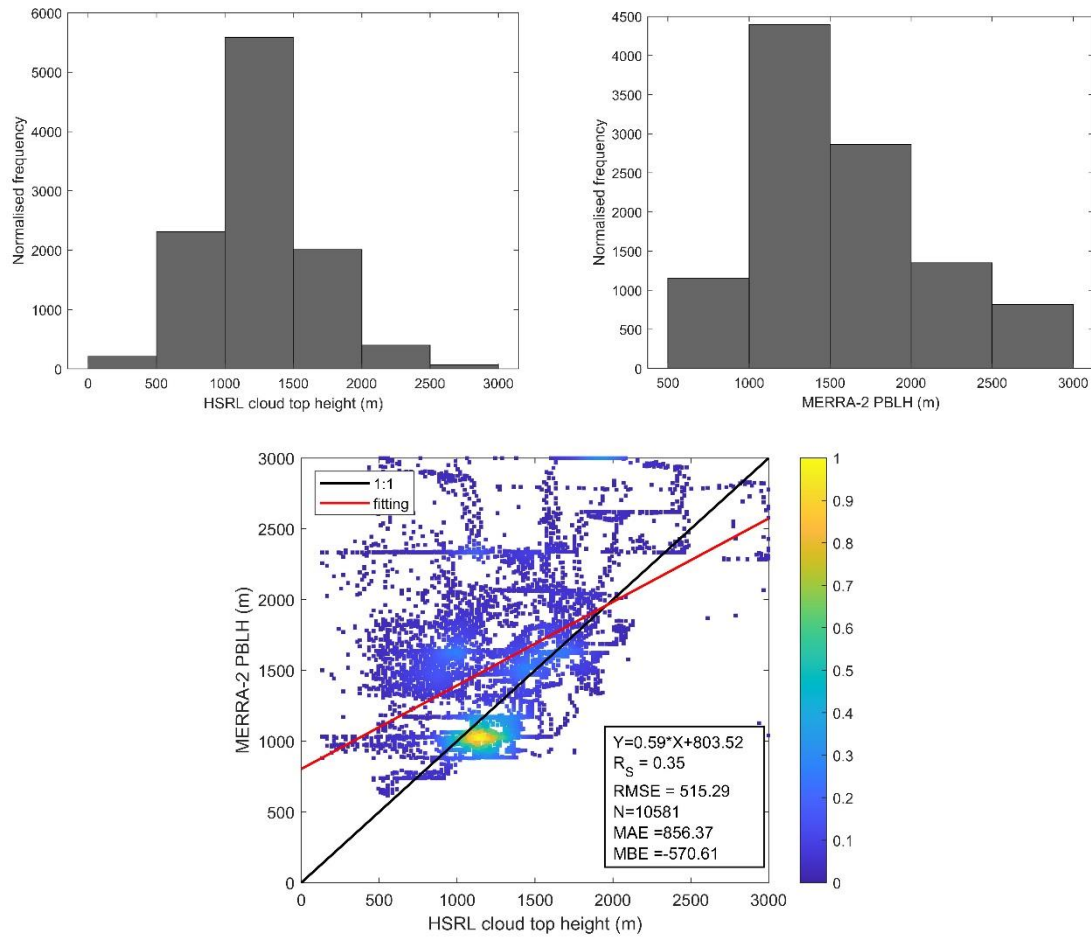 6000
5000
4000
3000
2000
1000
0
Normalised frequency
0 500 1000 1500 2000 2500 3000
HSRL cloud top height (m)
4500
4000
3500
3000
2500
2000
1500
1000
500
0
Normalised frequency
500 1000 1500 2000 2500 3000
MERRA-2 PBLH (m)
3000
2500
2000
1500
1000
500
0
MERRA-2 PBLH (m)
1:1
fitting
Y=0.59*X+803.52
R_S = 0.35
RMSE = 515.29
N=10581
MAE =856.37
MBE =-570.61
0 500 1000 1500 2000 2500 3000
HSRL cloud top height (m)
1
0.9
0.8
0.7
0.6
0.5
0.4
0.3
0.2
0.1
0